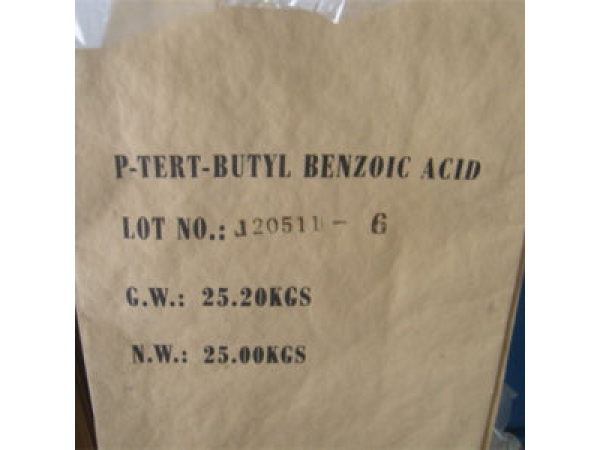 P-TERT-BUTYL BENZOIC ACID
LOT NO.: 120511 - 6
G.W.: 25.20KGS
N.W.: 25.00KGS